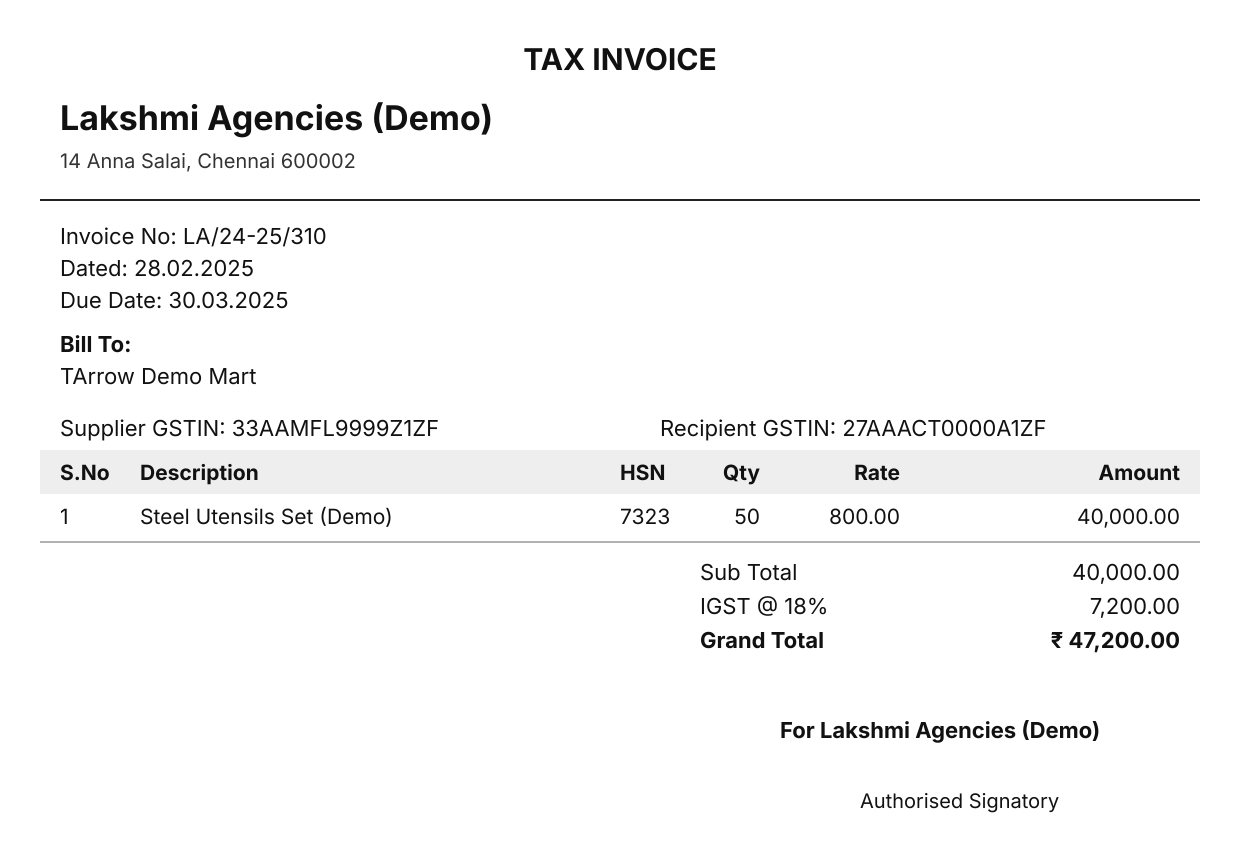 TAX INVOICE
Lakshmi Agencies (Demo)
14 Anna Salai, Chennai 600002
Invoice No: LA/24-25/310
Dated: 28.02.2025
Due Date: 30.03.2025
Bill To:
TArrow Demo Mart
Supplier GSTIN: 33AAMFL9999Z1ZF Recipient GSTIN: 27AAACT0000A1ZF
S.No Description HSN Qty Rate Amount
1 Steel Utensils Set (Demo) 7323 50 800.00 40,000.00
Sub Total 40,000.00
IGST @ 18% 7,200.00
Grand Total ₹ 47,200.00
For Lakshmi Agencies (Demo)
Authorised Signatory